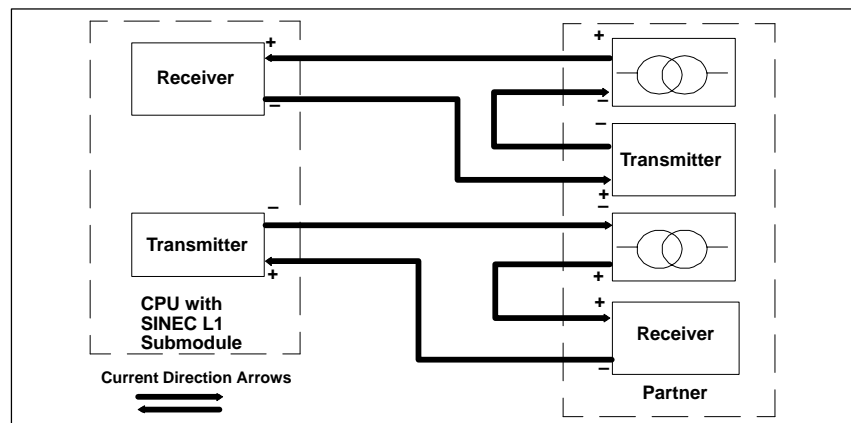 +
Receiver
–
+
–
–
Transmitter
+
–
–
Transmitter
+
+
+
Receiver
–
CPU with
SINEC L1
Submodule
Current Direction Arrows
Partner